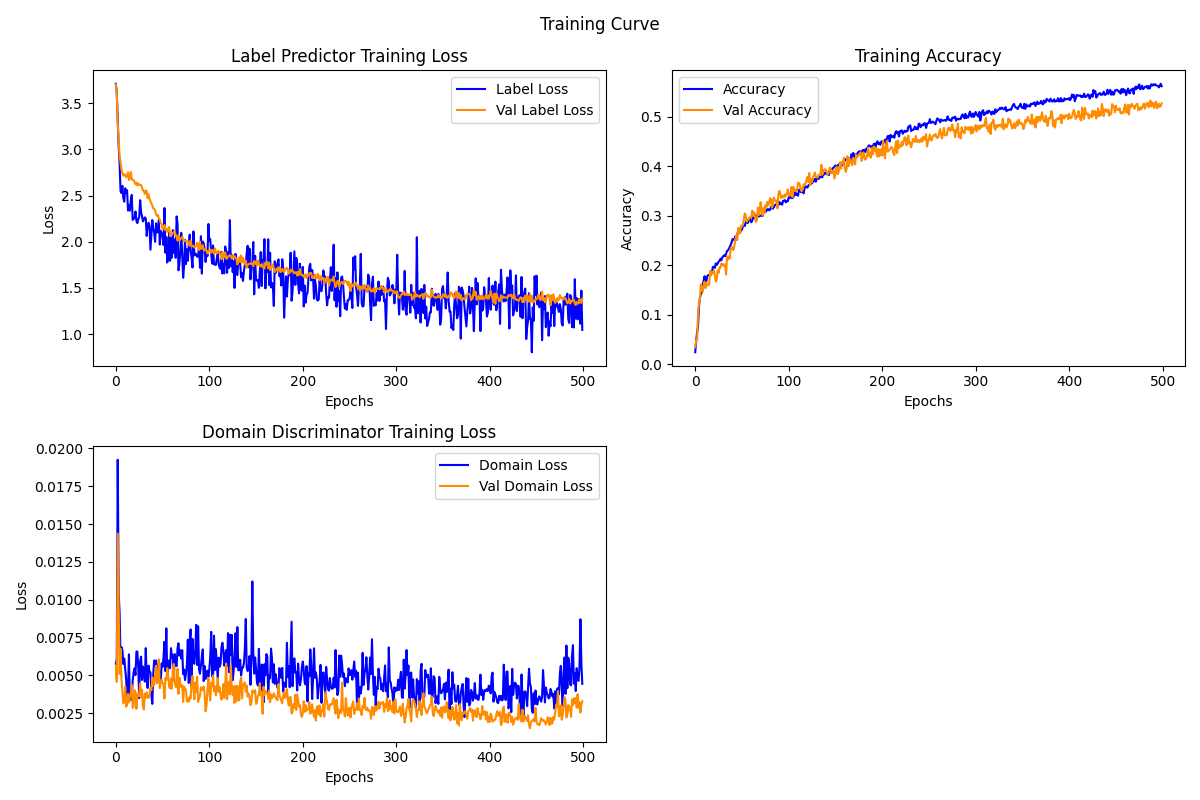 Training Curve
Label Predictor Training Loss
Loss
3.5
3.0
2.5
2.0
1.5
1.0
Label Loss
Val Label Loss
0 100 200 300 400 500
Epochs
Training Accuracy
Accuracy
0.5
0.4
0.3
0.2
0.1
0.0
Accuracy
Val Accuracy
0 100 200 300 400 500
Epochs
Domain Discriminator Training Loss
Loss
0.0200
0.0175
0.0150
0.0125
0.0100
0.0075
0.0050
0.0025
Domain Loss
Val Domain Loss
0 100 200 300 400 500
Epochs